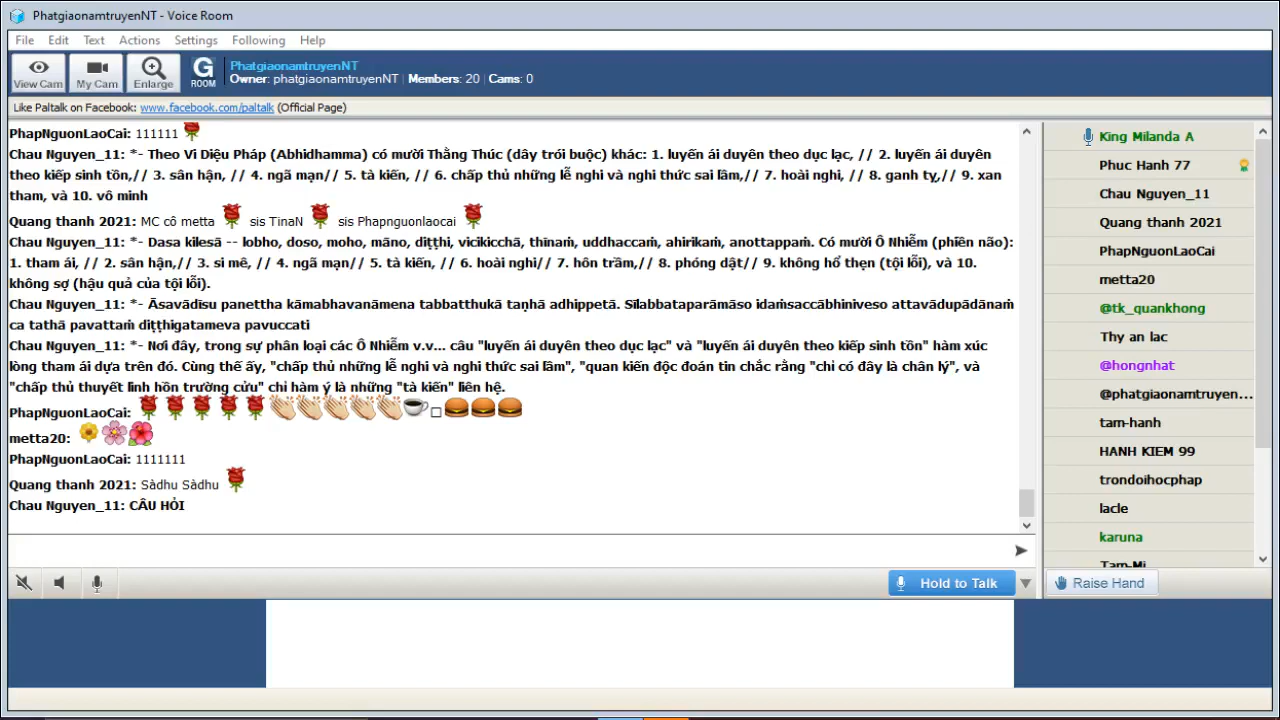 PhatgiaonamtruyenNT - Voice Room
File Edit Text Actions Settings Following Help
View Cam My Cam Enlarge G ROOM PhatgiaonamtruyenNT
Owner: phatgiaonamtruyenNT | Members: 20 | Cams: 0
Like Paltalk on Facebook: www.facebook.com/paltalk (Official Page)
PhapNguonLaoCai: 111111
Chau Nguyen_11: *- Theo Vi Diệu Pháp (Abhidhamma) có mười Thằng Thúc (dây trói buộc) khác: 1. luyến ái duyên theo dục lạc, // 2. luyến ái duyên
theo kiếp sinh tồn,// 3. sân hận, // 4. ngã mạn// 5. tà kiến, // 6. chấp thủ những lễ nghi và nghi thức sai lầm,// 7. hoài nghi, // 8. ganh tỵ,// 9. xan
tham, và 10. vô minh
Quang thanh 2021: MC cô metta sis TinaN sis Phapnguonlaocai
Chau Nguyen_11: *- Dasa kilesā -- lobho, doso, moho, māno, diṭṭhi, vicikicchā, thīnaṁ, uddhaccaṁ, ahirikaṁ, anottappaṁ. Có mười Ô Nhiễm (phiền não):
1. tham ái, // 2. sân hận,// 3. si mê, // 4. ngã mạn// 5. tà kiến, // 6. hoài nghi// 7. hôn trầm,// 8. phóng dật// 9. không hổ thẹn (tội lỗi), và 10.
không sợ (hậu quả của tội lỗi).
Chau Nguyen_11: *- Āsavādīsu panettha kāmabhavanāmena tabbatthukā taṇhā adhippetā. Sīlabbataparāmāso idaṁsaccābhiniveso attavādupādānaṁ
ca tathā pavattaṁ diṭṭhigatameva pavuccati
Chau Nguyen_11: *- Nơi đây, trong sự phân loại các Ô Nhiễm v.v... câu "luyến ái duyên theo dục lạc" và "luyến ái duyên theo kiếp sinh tồn" hàm xúc
lòng tham ái dựa trên đó. Cùng thế ấy, "chấp thủ những lễ nghi và nghi thức sai lầm", "quan kiến độc đoán tin chắc rằng "chỉ có đây là chân lý", và
"chấp thủ thuyết linh hồn trường cửu" chỉ hàm ý là những "tà kiến" liên hệ.
PhapNguonLaoCai:
metta20:
PhapNguonLaoCai: 1111111
Quang thanh 2021: Sàdhu Sàdhu
Chau Nguyen_11: CÂU HỎI
King Milanda A
Phuc Hanh 77
Chau Nguyen_11
Quang thanh 2021
PhapNguonLaoCai
metta20
@tk_quankhong
Thy an lac
@hongnhat
@phatgiaonamtruyen...
tam-hanh
HANH KIEM 99
trondoihocphap
lacle
karuna
Tam-Mi
Hold to Talk
Raise Hand